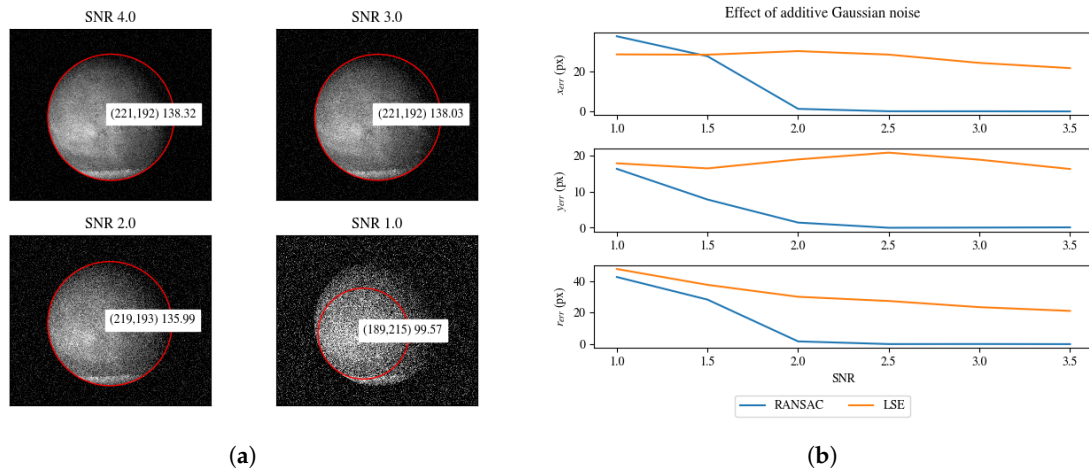 SNR 4.0
SNR 3.0
(221,192) 138.32
(221,192) 138.03
SNR 2.0
SNR 1.0
(219,193) 135.99
(189,215) 99.57
(a)
Effect of additive Gaussian noise
20
0
x_err (px)
1.0 1.5 2.0 2.5 3.0 3.5
20
10
0
y_err (px)
1.0 1.5 2.0 2.5 3.0 3.5
40
20
0
r_err (px)
1.0 1.5 2.0 2.5 3.0 3.5
SNR
RANSAC LSE
(b)